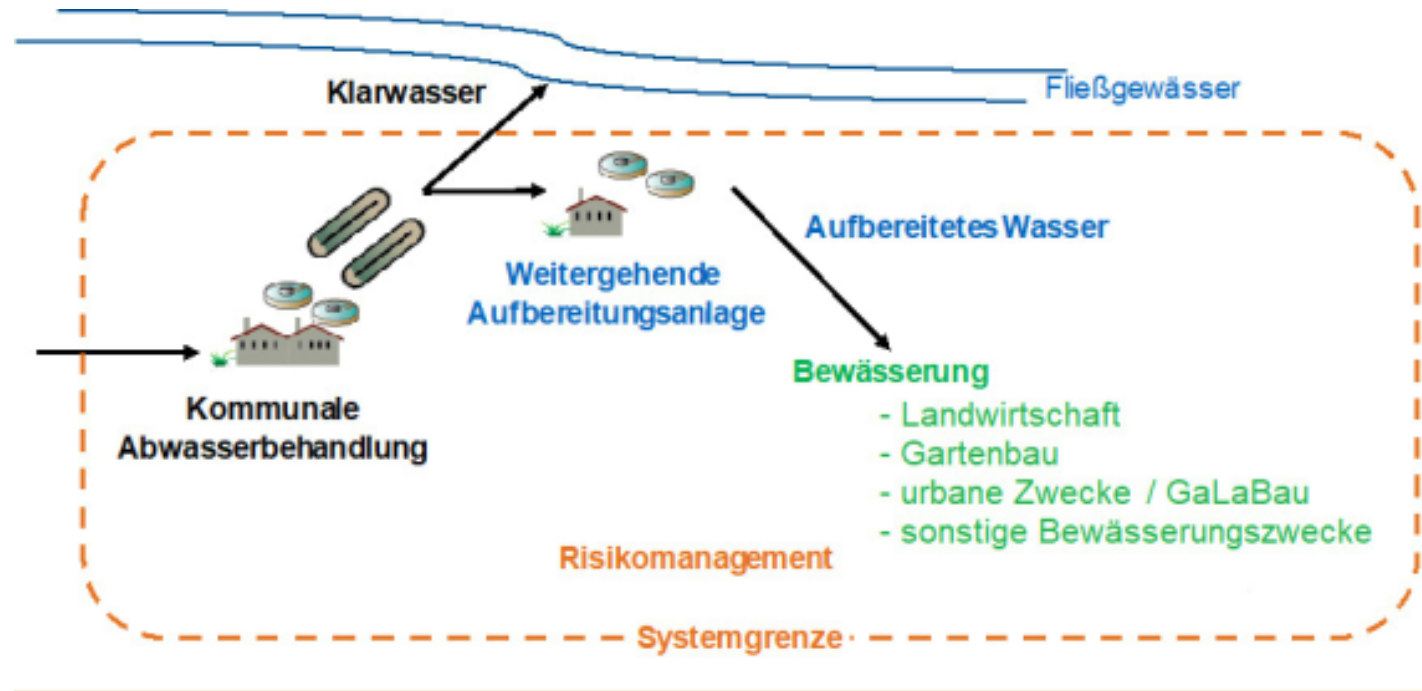 Klarwasser
Fließgewässer
Aufbereitetes Wasser
Weitergehende
Aufbereitungsanlage
Bewässerung
- Landwirtschaft
- Gartenbau
- urbane Zwecke / GaLaBau
- sonstige Bewässerungszwecke
Kommunale
Abwasserbehandlung
Risikomanagement
Systemgrenze